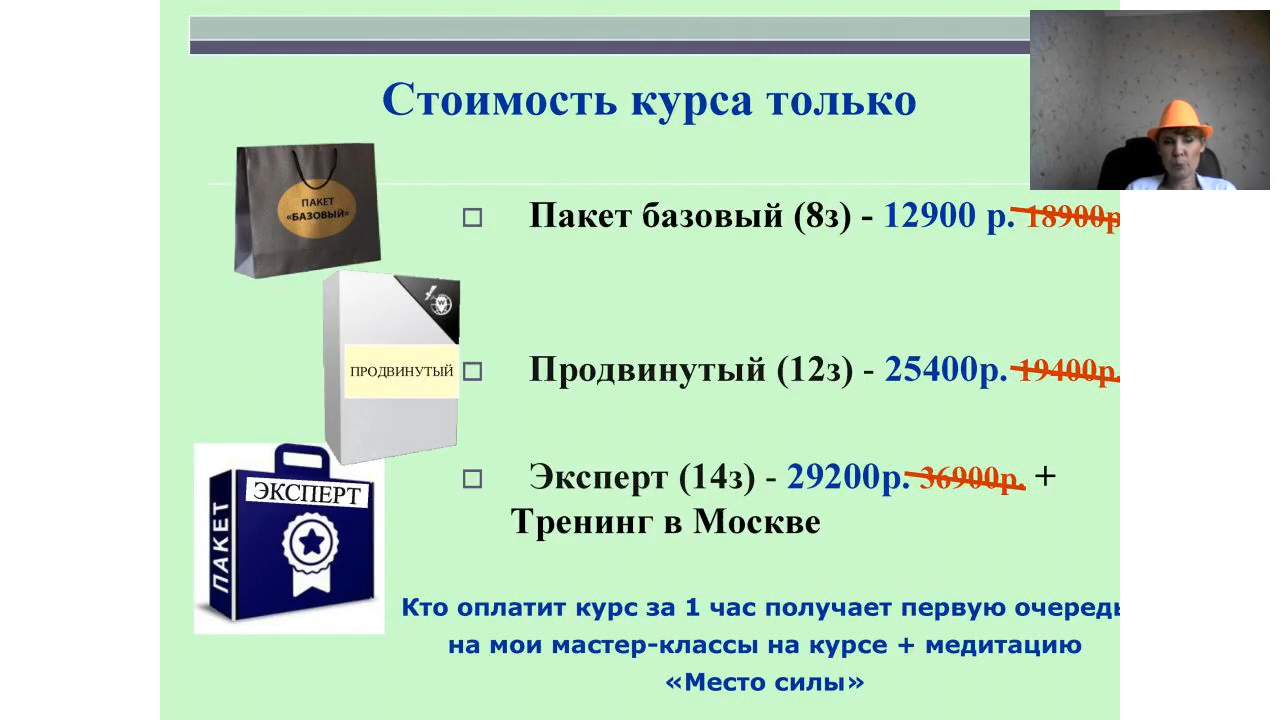 Стоимость курса только
ПАКЕТ
«БАЗОВЫЙ»
Пакет базовый (8з) - 12900 р. 18900р
ПРОДВИНУТЫЙ
Продвинутый (12з) - 25400р. 19400р.
ЭКСПЕРТ
ПАКЕТ
Эксперт (14з) - 29200р. 36900р. +
Тренинг в Москве
Кто оплатит курс за 1 час получает первую очередь
на мои мастер-классы на курсе + медитацию
«Место силы»